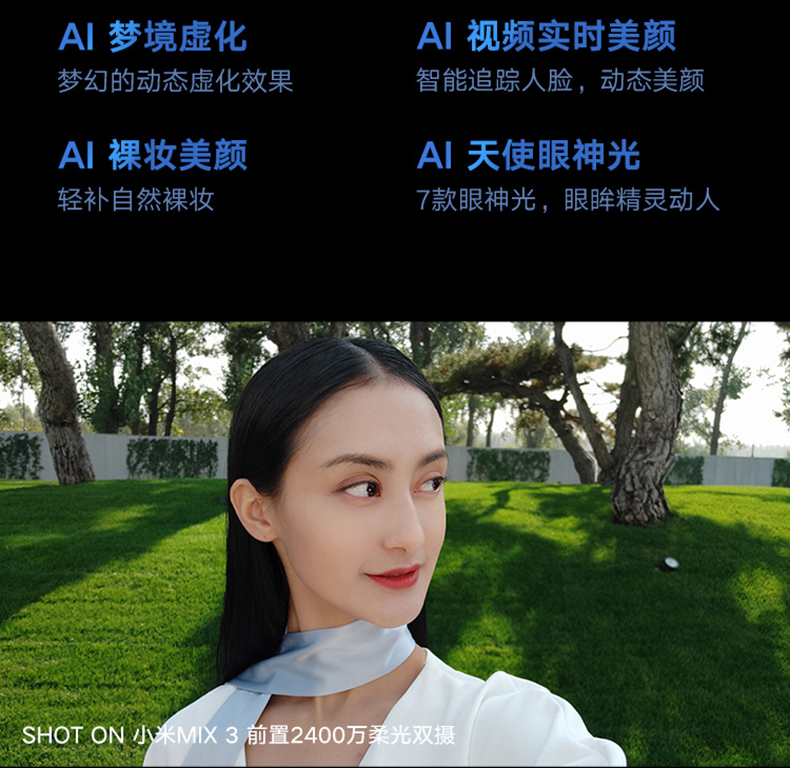 AI 梦境虚化
梦幻的动态虚化效果
AI 视频实时美颜
智能追踪人脸，动态美颜
AI 裸妆美颜
轻补自然裸妆
AI 天使眼神光
7款眼神光，眼眸精灵动人
SHOT ON 小米MIX 3 前置2400万柔光双摄